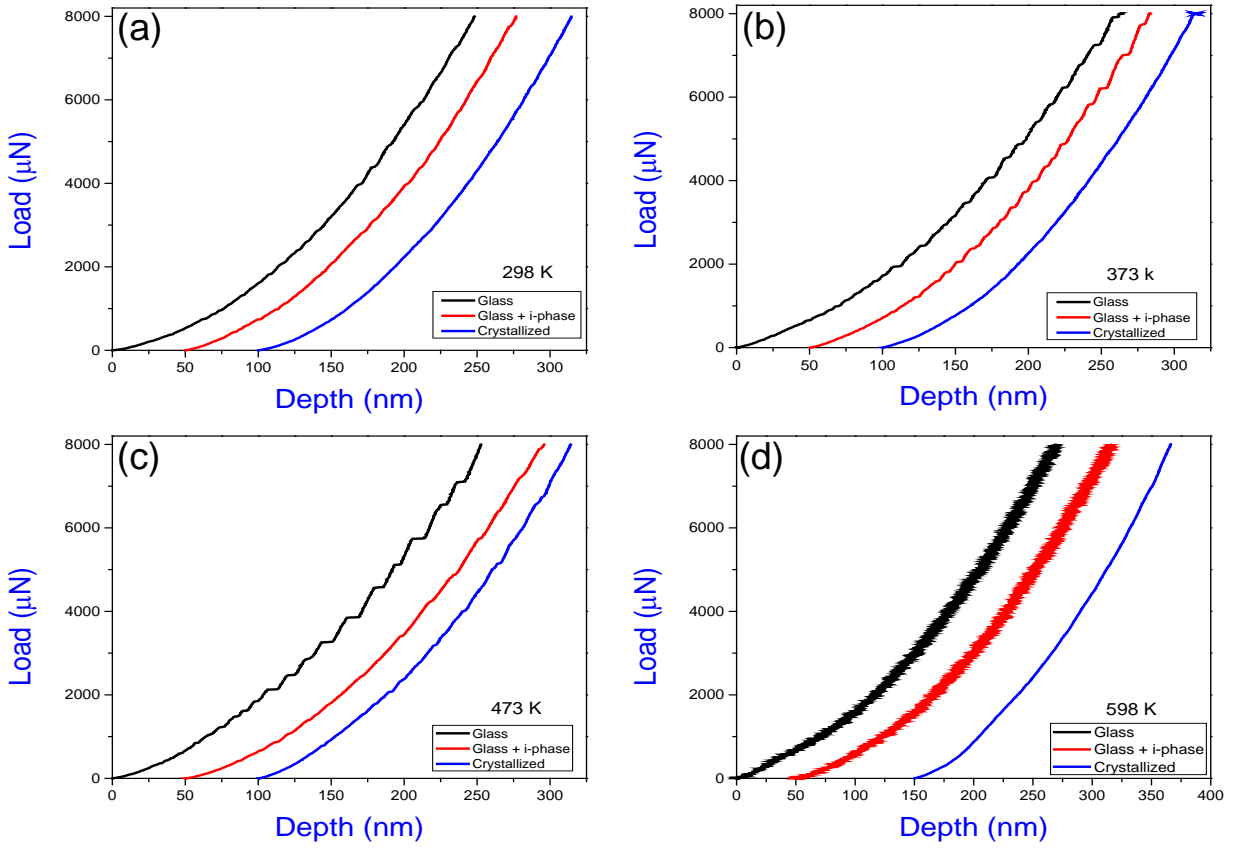 (a)
8000
6000
4000
2000
0
Load (μN)
298 K
Glass
Glass + i-phase
Crystallized
0 50 100 150 200 250 300
Depth (nm)
(b)
8000
6000
4000
2000
0
Load (μN)
373 k
Glass
Glass + i-phase
Crystallized
0 50 100 150 200 250 300
Depth (nm)
(c)
8000
6000
4000
2000
0
Load (μN)
473 K
Glass
Glass + i-phase
Crystallized
0 50 100 150 200 250 300
Depth (nm)
(d)
8000
6000
4000
2000
0
Load (μN)
598 K
Glass
Glass + i-phase
Crystallized
0 50 100 150 200 250 300 350 400
Depth (nm)